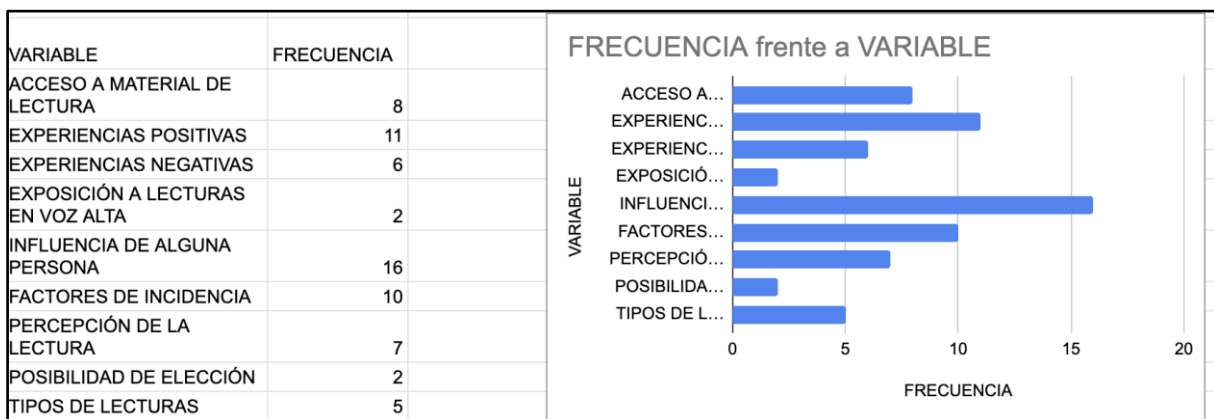 VARIABLE FRECUENCIA
ACCESO A MATERIAL DE
LECTURA 8
EXPERIENCIAS POSITIVAS 11
EXPERIENCIAS NEGATIVAS 6
EXPOSICIÓN A LECTURAS
EN VOZ ALTA 2
INFLUENCIA DE ALGUNA
PERSONA 16
FACTORES DE INCIDENCIA 10
PERCEPCIÓN DE LA
LECTURA 7
POSIBILIDAD DE ELECCIÓN 2
TIPOS DE LECTURAS 5
FRECUENCIA frente a VARIABLE
VARIABLE
ACCESO A...
EXPERIENC...
EXPERIENC...
EXPOSICIÓ...
INFLUENCI...
FACTORES...
PERCEPCIÓ...
POSIBILIDA...
TIPOS DE L...
0 5 10 15 20
FRECUENCIA